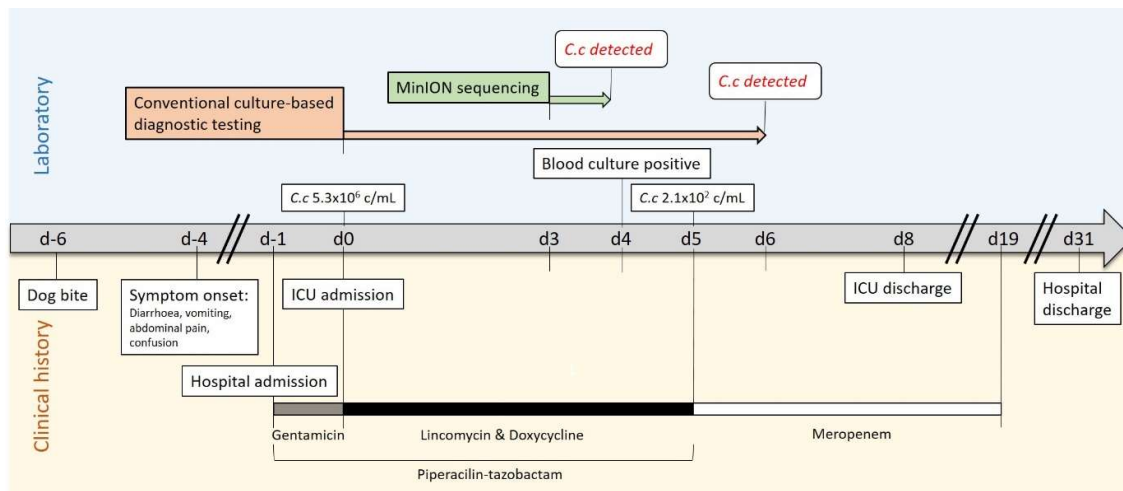 Laboratory
C.c detected
C.c detected
MinION sequencing
Conventional culture-based
diagnostic testing
Blood culture positive
C.c 5.3x10⁶ c/mL
C.c 2.1x10² c/mL
d-6
d-4
d-1
d0
d3
d4
d5
d6
d8
d19
d31
Clinical history
Dog bite
Symptom onset:
Diarrhoea, vomiting,
abdominal pain,
confusion
ICU admission
ICU discharge
Hospital
discharge
Hospital admission
Gentamicin
Lincomycin & Doxycycline
Meropenem
Piperacilin-tazobactam